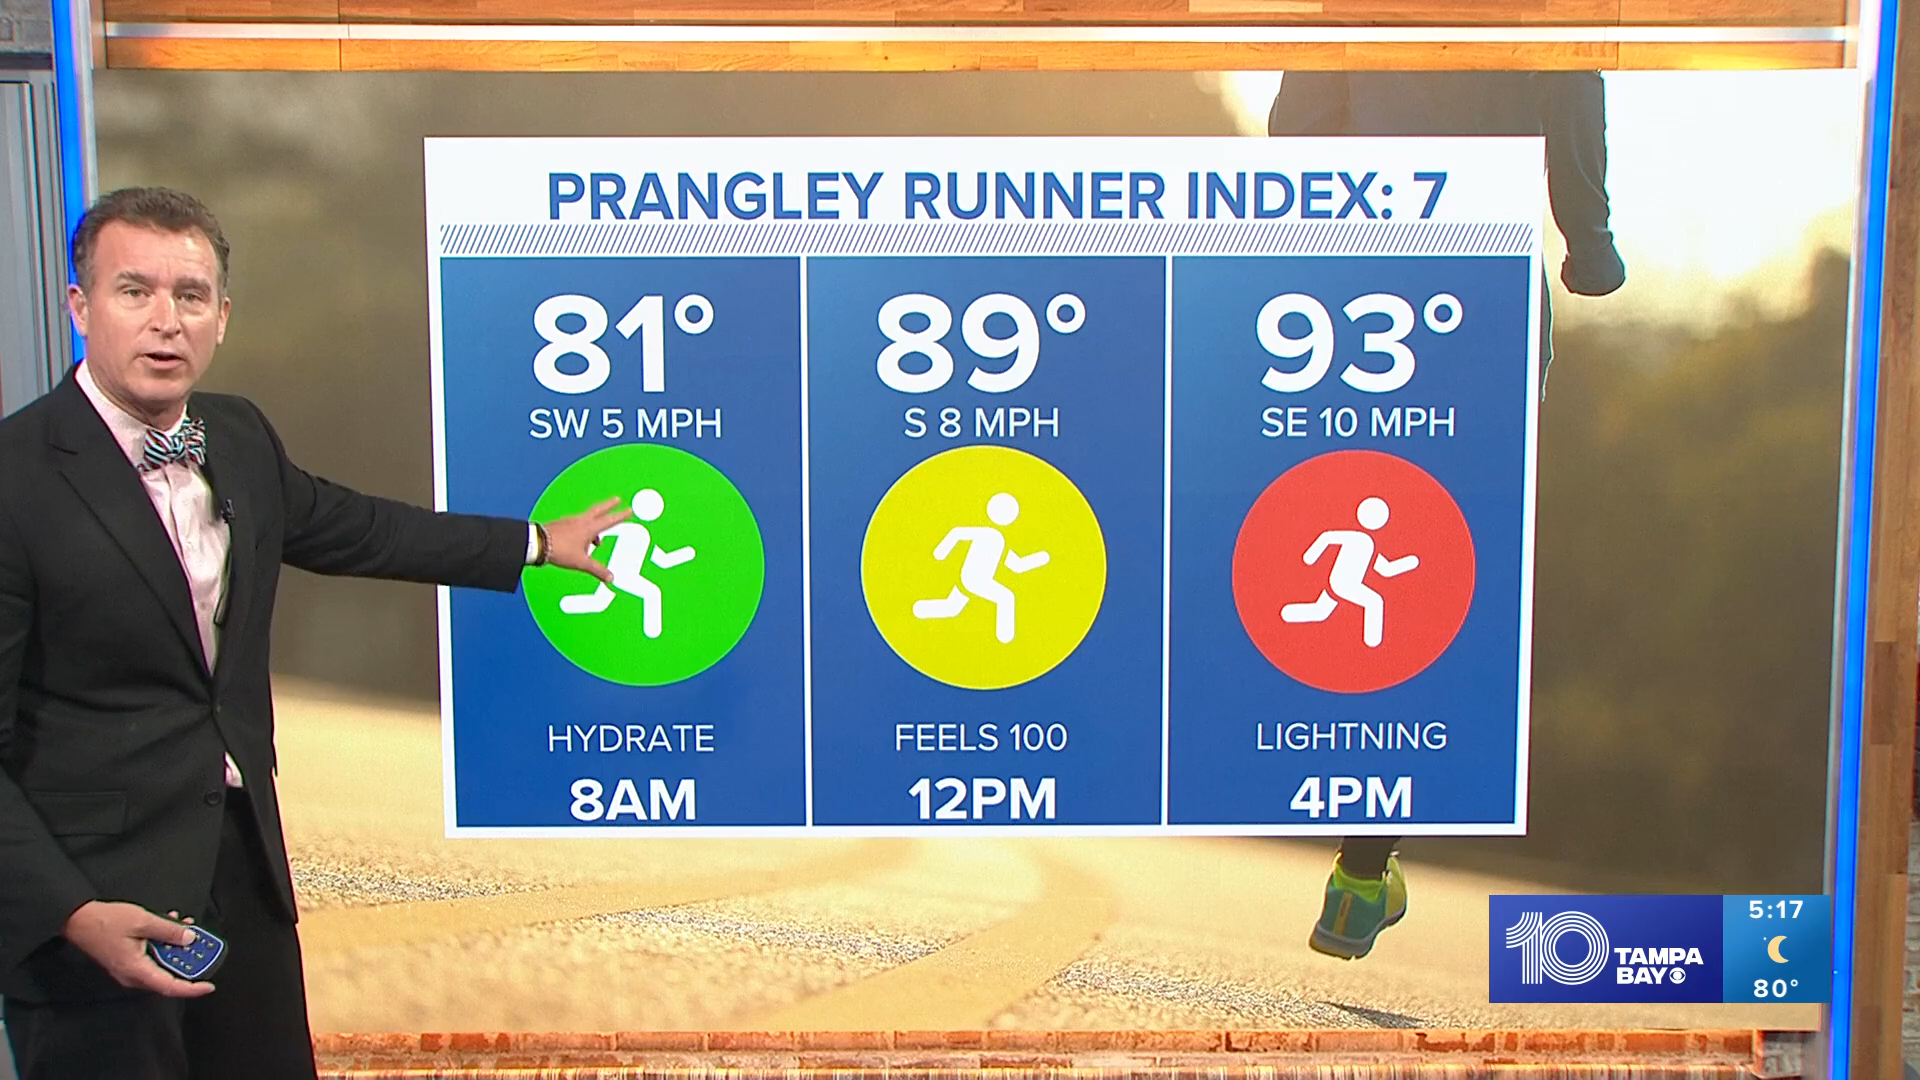 PRANGLEY RUNNER INDEX: 7
81°
SW 5 MPH
HYDRATE
8AM
89°
S 8 MPH
FEELS 100
12PM
93°
SE 10 MPH
LIGHTNING
4PM
10 TAMPA
BAY
5:17
80°